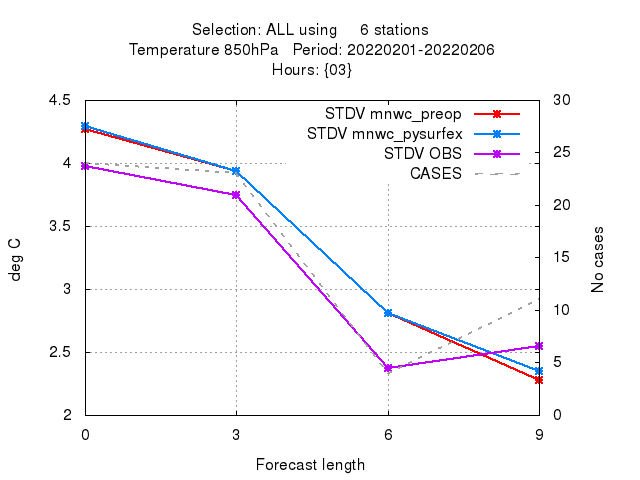 Selection: ALL using 6 stations
Temperature 850hPa Period: 20220201-20220206
Hours: {03}
STDV mnwc_preop
STDV mnwc_pysurfex
STDV OBS
CASES
4.5
4
3.5
3
2.5
2
deg C
30
25
20
15
10
5
0
No cases
0
3
6
9
Forecast length